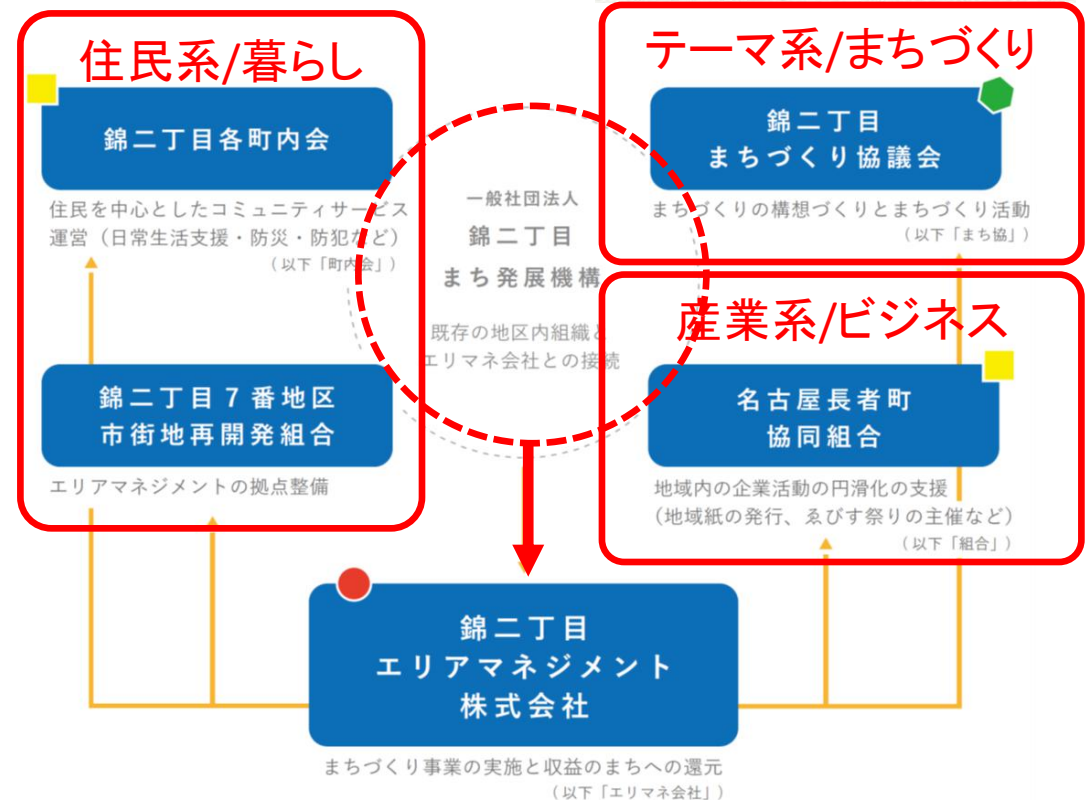 住民系/暮らし
錦二丁目各町内会
住民を中心としたコミュニティサービス
運営（日常生活支援・防災・防犯など）
（以下「町内会」）
錦二丁目７番地区
市街地再開発組合
エリアマネジメントの拠点整備
一般社団法人
錦二丁目
まち発展機構
既存の地区内組織と
エリマネ会社との接続
テーマ系/まちづくり
錦二丁目
まちづくり協議会
まちづくりの構想づくりとまちづくり活動
（以下「まち協」）
産業系/ビジネス
名古屋長者町
協同組合
地域内の企業活動の円滑化の支援
（地域紙の発行、ゑびす祭りの主催など）
（以下「組合」）
錦二丁目
エリアマネジメント
株式会社
まちづくり事業の実施と収益のまちへの還元
（以下「エリマネ会社」）